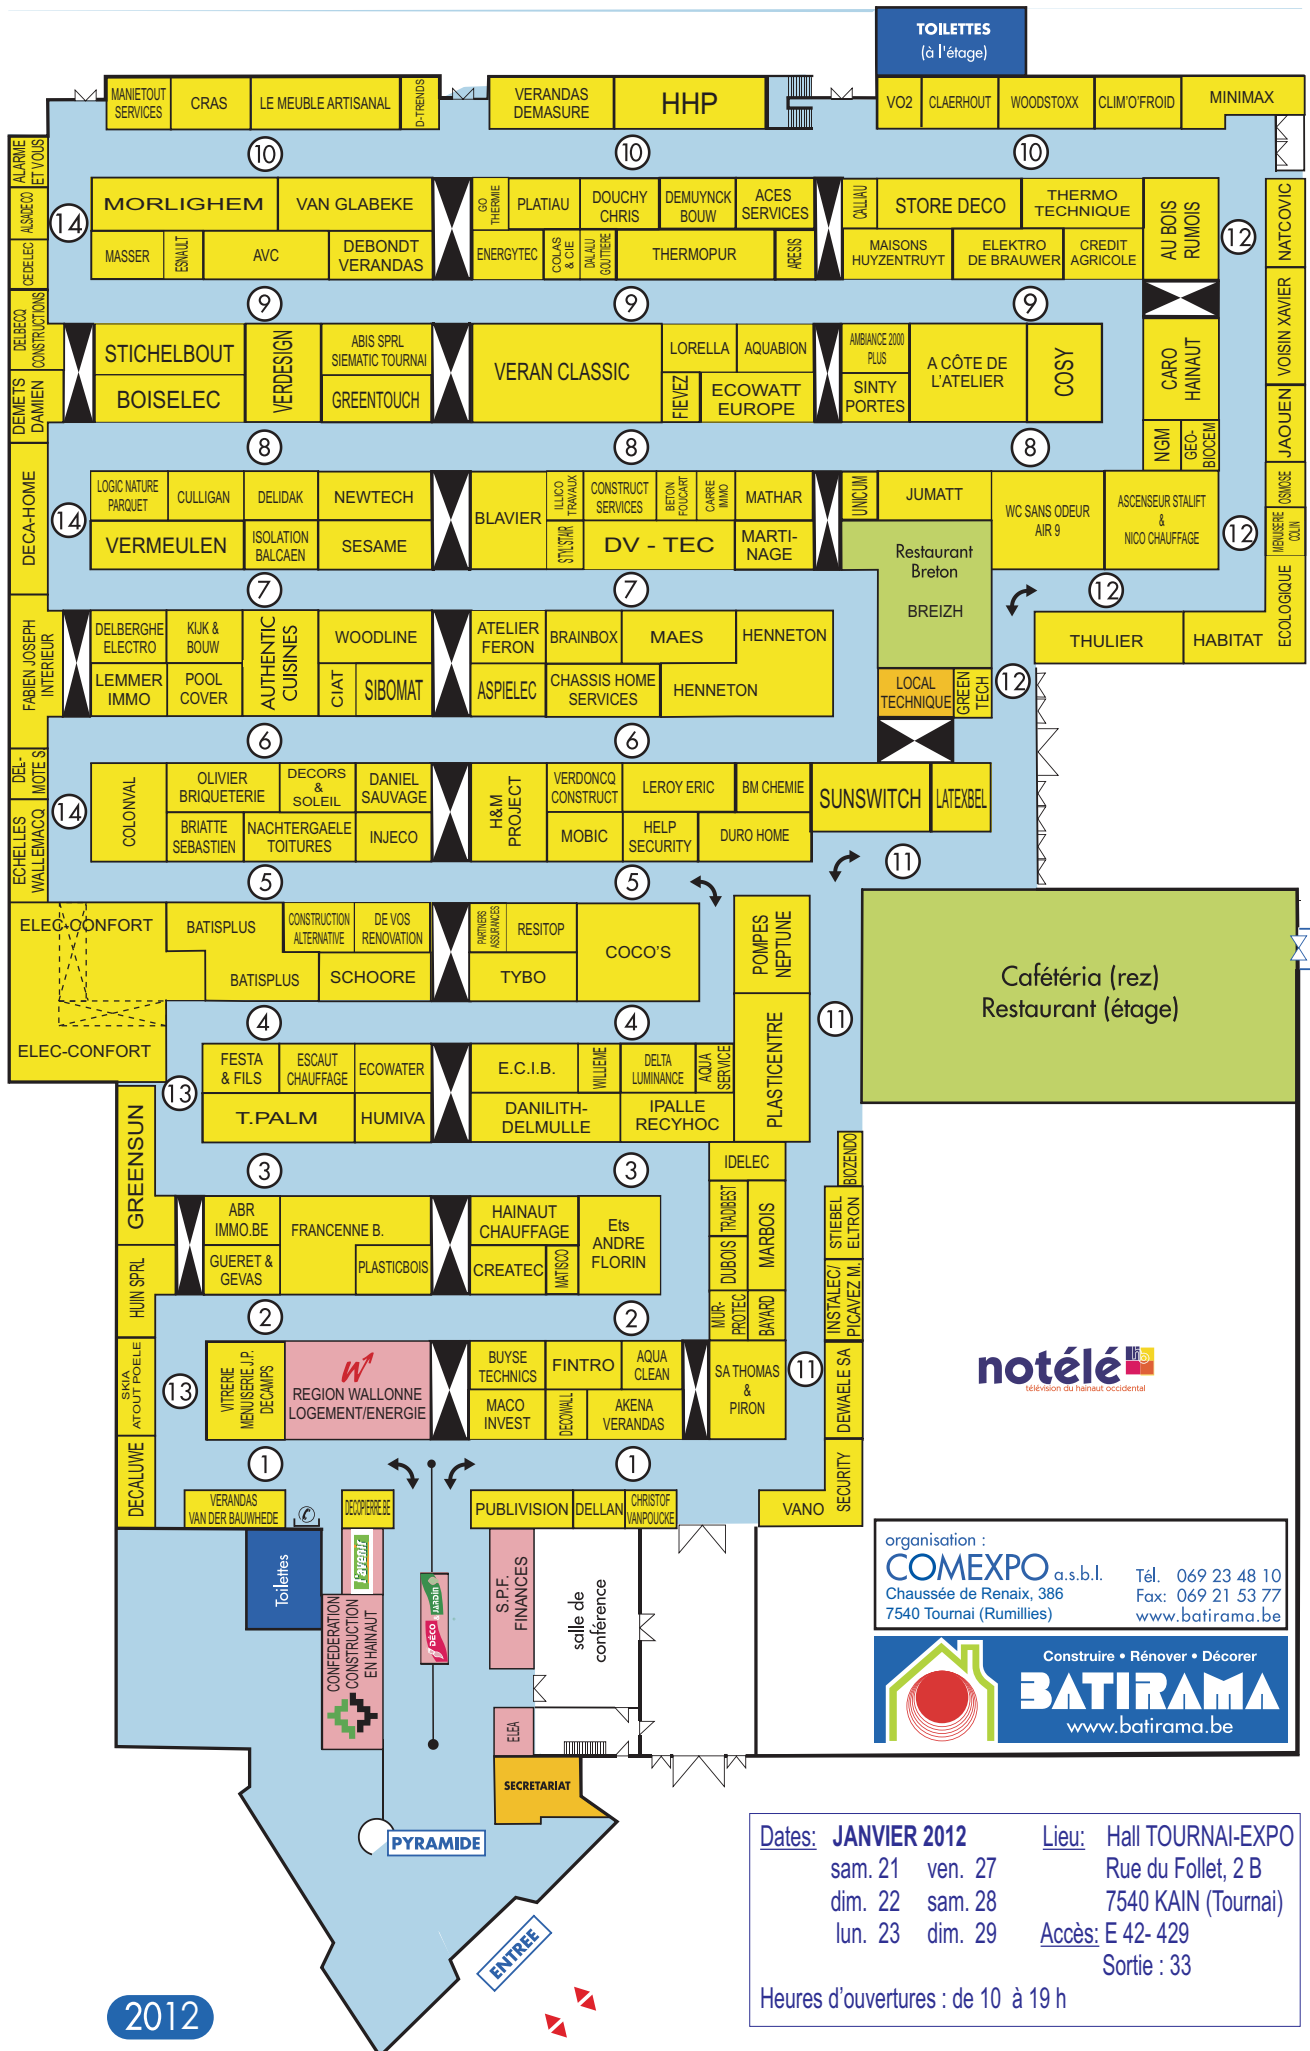 TOILETTES
(à l'étage)
MANIETOUT
SERVICES
CRAS
LE MEUBLE ARTISANAL
D-TRENDS
VERANDAS
DEMASURE
HHP
VO2
CLAERHOUT
WOODSTOXX
CLIM'O'FROID
MINIMAX
10
10
10
ALARME
ET VOUS
ALSADECO
CEDELEC
14
MORLIGHEM
VAN GLABEKE
MASSER
ESNAULT
AVC
DEBONDT
VERANDAS
GO
THERMIE
PLATIAU
DOUCHY
CHRIS
DEMUYNCK
BOUW
ACES
SERVICES
ENERGYTEC
COLAS
& CIE
DALALU
GOUTTIERE
THERMOPUR
ARESIS
CALLIAU
STORE DECO
THERMO
TECHNIQUE
MAISONS
HUYZENTRUYT
ELEKTRO
DE BRAUWER
CREDIT
AGRICOLE
AU BOIS
RUMOIS
12
NATCOVIC
9
9
9
DELBECQ
CONSTRUCTIONS
DEMETS
DAMIEN
STICHELBOUT
BOISELEC
VERDESIGN
ABIS SPRL
SIEMATIC TOURNAI
GREENTOUCH
VERAN CLASSIC
LORELLA
AQUABION
FIEVEZ
ECOWATT
EUROPE
AMBIANCE 2000
PLUS
SINTY
PORTES
A CÔTE DE
L'ATELIER
COSY
CARO
HAINAUT
VOISIN XAVIER
JAOUEN
NGM
GEO-
BIOCEM
8
8
8
DECA-HOME
14
LOGIC NATURE
PARQUET
CULLIGAN
DELIDAK
NEWTECH
VERMEULEN
ISOLATION
BALCAEN
SESAME
BLAVIER
ILLICO
TRAVAUX
CONSTRUCT
SERVICES
BETON
FOUCART
CARRE
IMMO
MATHAR
STYL'STAIR
DV - TEC
MARTI-
NAGE
UNICUM
JUMATT
WC SANS ODEUR
AIR 9
ASCENSEUR STALIFT
&
NICO CHAUFFAGE
12
OSMOSE
MENUISERIE
COLIN
Restaurant
Breton
BREIZH
7
7
12
THULIER
HABITAT
ECOLOGIQUE
FABIEN JOSEPH
INTERIEUR
DELBERGHE
ELECTRO
KIJK &
BOUW
AUTHENTIC
CUISINES
WOODLINE
LEMMER
IMMO
POOL
COVER
CIAT
SIBOMAT
ATELIER
FERON
BRAINBOX
MAES
HENNETON
ASPIELEC
CHASSIS HOME
SERVICES
HENNETON
LOCAL
TECHNIQUE
GREEN
TECH
12
6
6
DEL-
MOTE S
ECHELLES
WALLEMACQ
14
COLONVAL
OLIVIER
BRIQUETERIE
DECORS
&
SOLEIL
DANIEL
SAUVAGE
BRIATTE
SEBASTIEN
NACHTERGAELE
TOITURES
INJECO
H&M
PROJECT
VERDONCQ
CONSTRUCT
LEROY ERIC
BM CHEMIE
MOBIC
HELP
SECURITY
DURO HOME
SUNSWITCH
LATEXBEL
5
5
11
ELEC-CONFORT
ELEC-CONFORT
BATISPLUS
BATISPLUS
CONSTRUCTION
ALTERNATIVE
DE VOS
RENOVATION
SCHOORE
PARTNERS
ASSURANCES
RESITOP
TYBO
COCO'S
POMPES
NEPTUNE
Cafétéria (rez)
Restaurant (étage)
4
4
11
13
FESTA
& FILS
ESCAUT
CHAUFFAGE
ECOWATER
T.PALM
HUMIVA
E.C.I.B.
WILLIEME
DELTA
LUMINANCE
AQUA
SERVICE
DANILITH-
DELMULLE
IPALLE
RECYHOC
PLASTICENTRE
GREENSUN
3
3
IDELEC
BIOZENDO
TRADIBEST
MARBOIS
DUBOIS
STIEBEL
ELTRON
HUIN SPRL
ABR
IMMO.BE
FRANCENNE B.
GUERET &
GEVAS
PLASTICBOIS
HAINAUT
CHAUFFAGE
CREATEC
MATISCO
Ets
ANDRE
FLORIN
MUR-
PROTEC
BAYARD
INSTALEC/
PICAVEZ M.
2
2
SKIA
ATOUT POELE
13
VITRERIE
MENUISERIE J.P.
DECAMPS
REGION WALLONNE
LOGEMENT/ENERGIE
BUYSE
TECHNICS
FINTRO
AQUA
CLEAN
MACO
INVEST
DECOWALL
AKENA
VERANDAS
SA THOMAS
&
PIRON
11
DEWAELE SA
notélé
télévision du hainaut occidental
DECALUWE
1
1
VERANDAS
VAN DER BAUWHEDE
DECOPIERRE.BE
PUBLIVISION
DELLAN
CHRISTOF
VANPOUCKE
VANO
SECURITY
Toilettes
l'avenir
CONFEDERATION
CONSTRUCTION
EN HAINAUT
DÉCO & JARDIN
S.P.F.
FINANCES
salle de
conférence
ELEA
SECRETARIAT
PYRAMIDE
ENTREE
organisation :
COMEXPO a.s.b.l.
Chaussée de Renaix, 386
7540 Tournai (Rumillies)
Tél. 069 23 48 10
Fax: 069 21 53 77
www.batirama.be
Construire • Rénover • Décorer
BATIRAMA
www.batirama.be
Dates: JANVIER 2012
sam. 21 ven. 27
dim. 22 sam. 28
lun. 23 dim. 29
Lieu: Hall TOURNAI-EXPO
Rue du Follet, 2 B
7540 KAIN (Tournai)
Accès: E 42- 429
Sortie : 33
Heures d'ouvertures : de 10 à 19 h
2012